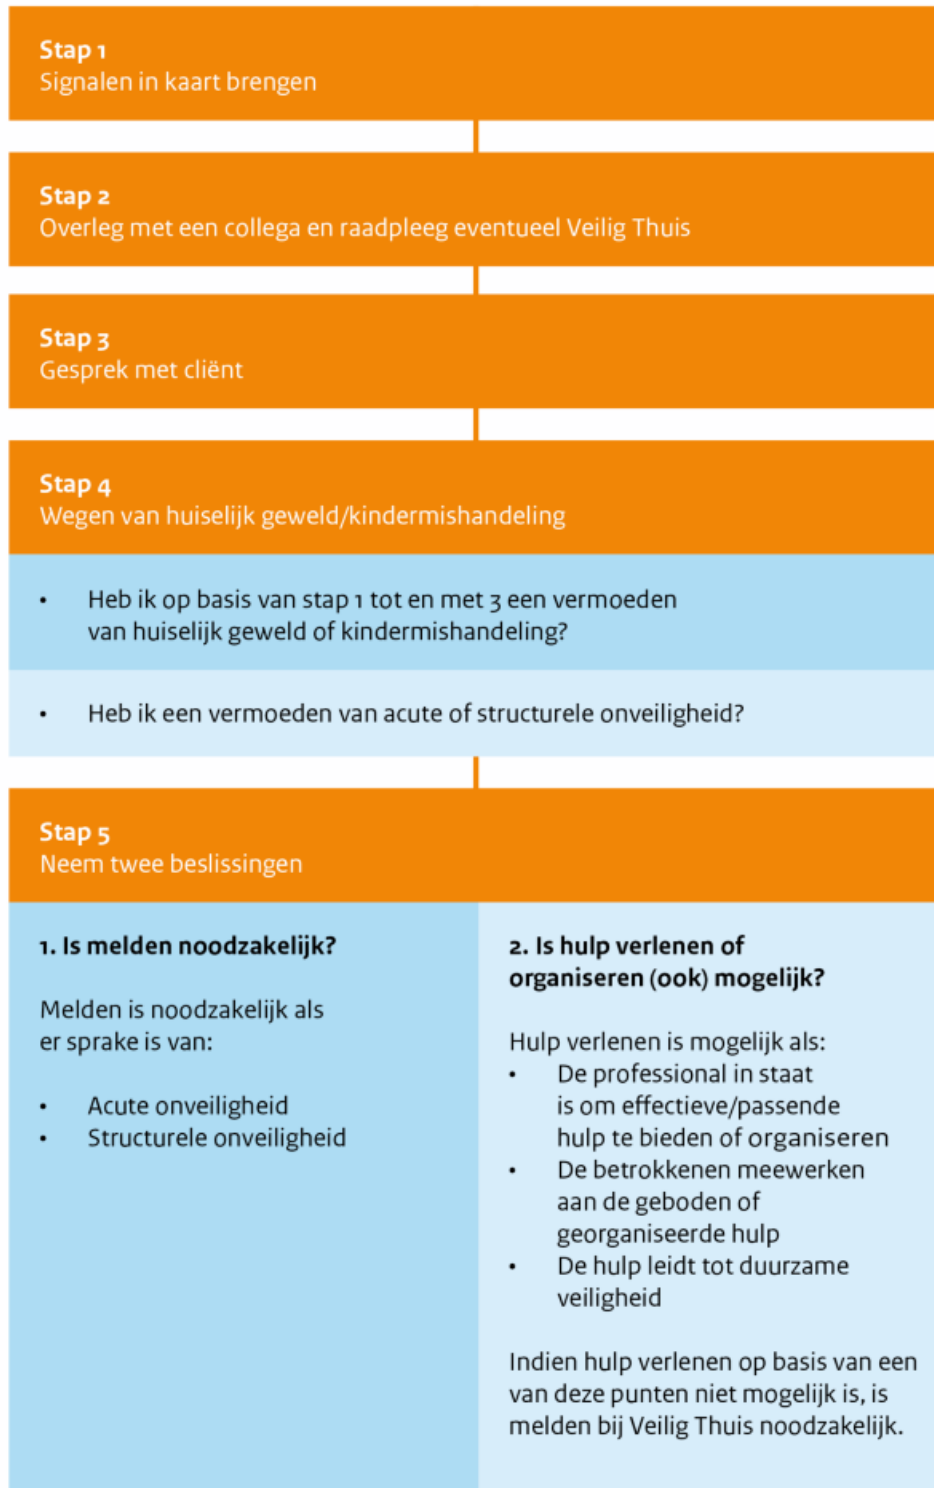 Stap 1
Signalen in kaart brengen
Stap 2
Overleg met een collega en raadpleeg eventueel Veilig Thuis
Stap 3
Gesprek met cliënt
Stap 4
Wegen van huiselijk geweld/kindermishandeling
• Heb ik op basis van stap 1 tot en met 3 een vermoeden
van huiselijk geweld of kindermishandeling?
• Heb ik een vermoeden van acute of structurele onveiligheid?
Stap 5
Neem twee beslissingen
1. Is melden noodzakelijk?
Melden is noodzakelijk als
er sprake is van:
• Acute onveiligheid
• Structurele onveiligheid
2. Is hulp verlenen of
organiseren (ook) mogelijk?
Hulp verlenen is mogelijk als:
• De professional in staat
is om effectieve/passende
hulp te bieden of organiseren
• De betrokkenen meewerken
aan de geboden of
georganiseerde hulp
• De hulp leidt tot duurzame
veiligheid
Indien hulp verlenen op basis van een
van deze punten niet mogelijk is, is
melden bij Veilig Thuis noodzakelijk.